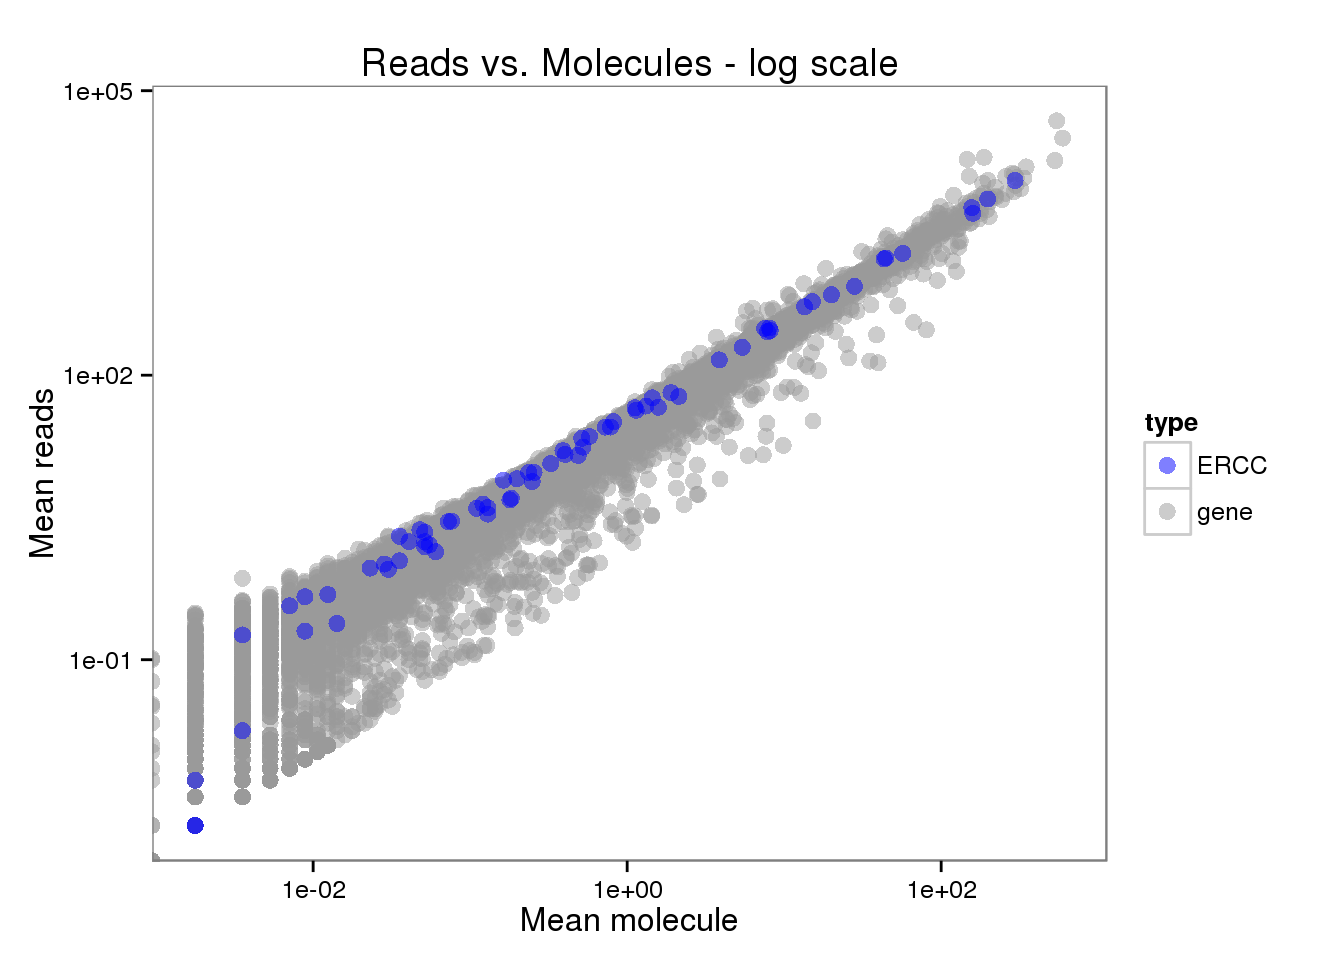 Reads vs. Molecules - log scale
1e+05
1e+02
1e-01
Mean reads
1e-02
1e+00
1e+02
Mean molecule
type
ERCC
gene